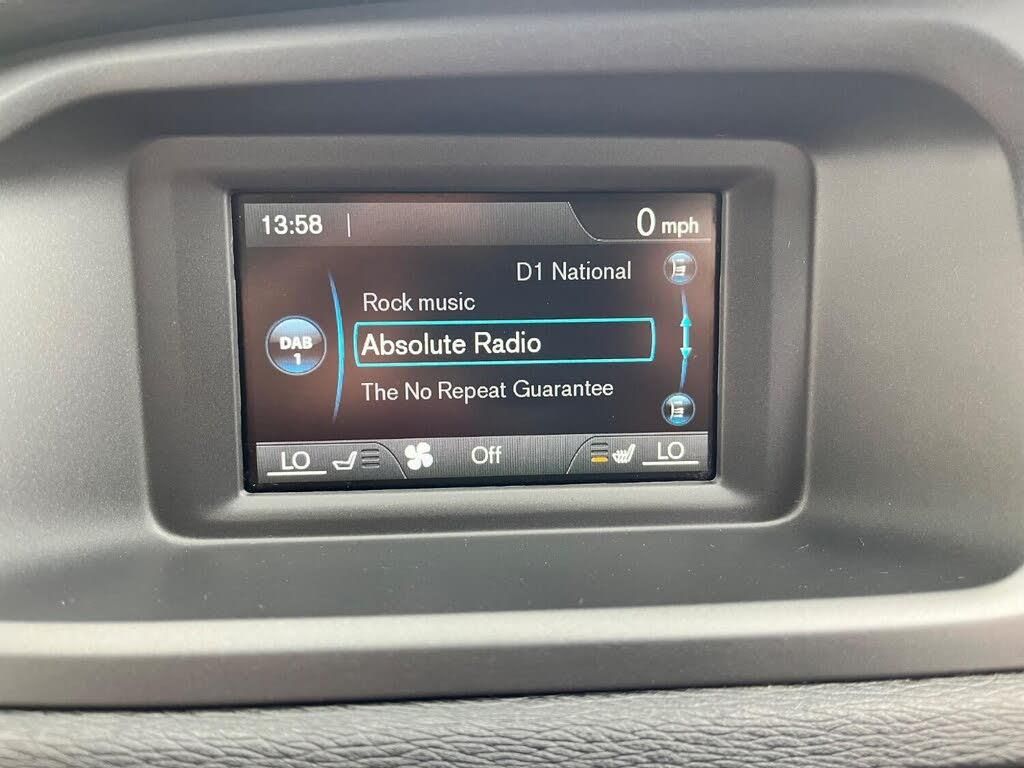 13:58 | 0 mph
D1 National
Rock music
DAB
1
Absolute Radio
The No Repeat Guarantee
LO Off LO